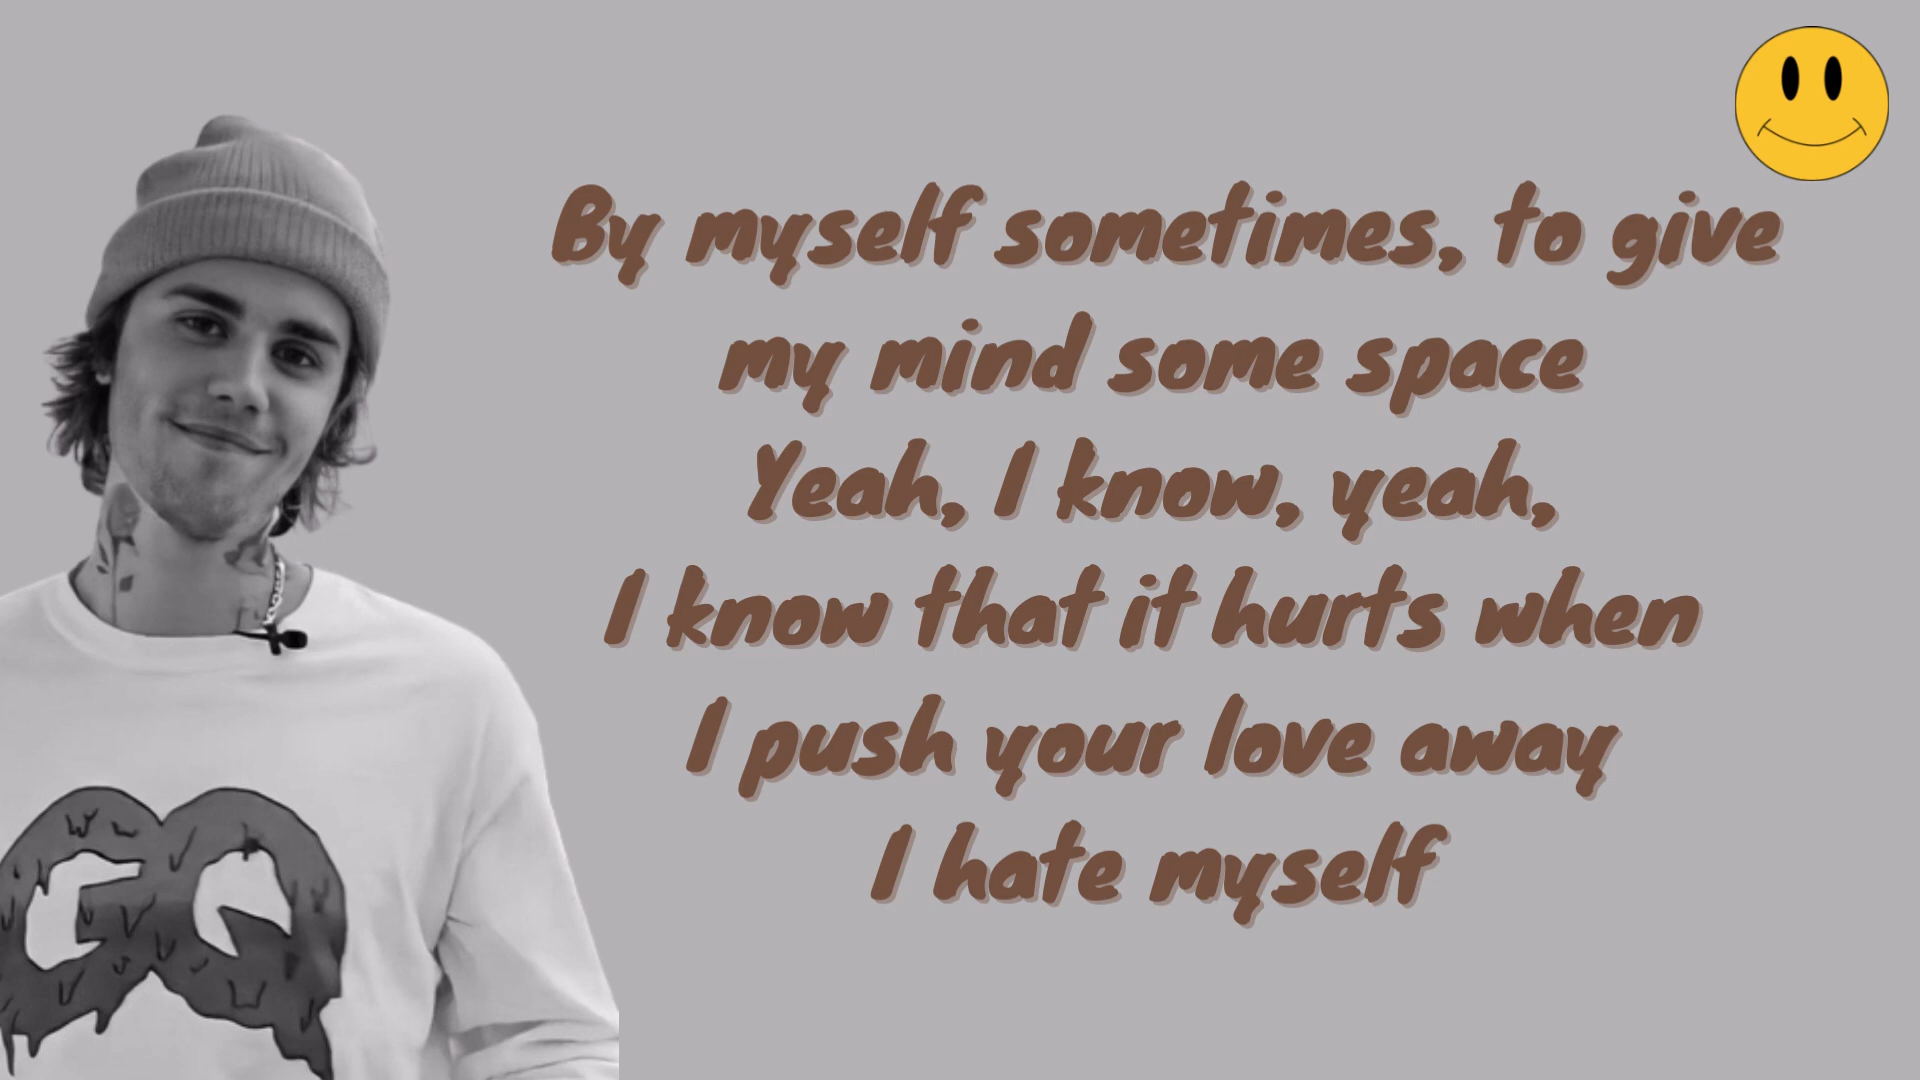 By myself sometimes, to give
my mind some space
Yeah, I know, yeah,
I know that it hurts when
I push your love away
I hate myself
GQ